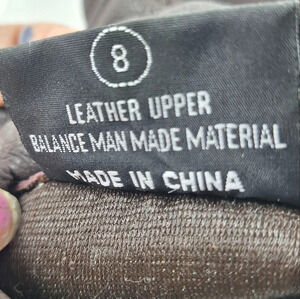 8
LEATHER UPPER
BALANCE MAN MADE MATERIAL
MADE IN CHINA